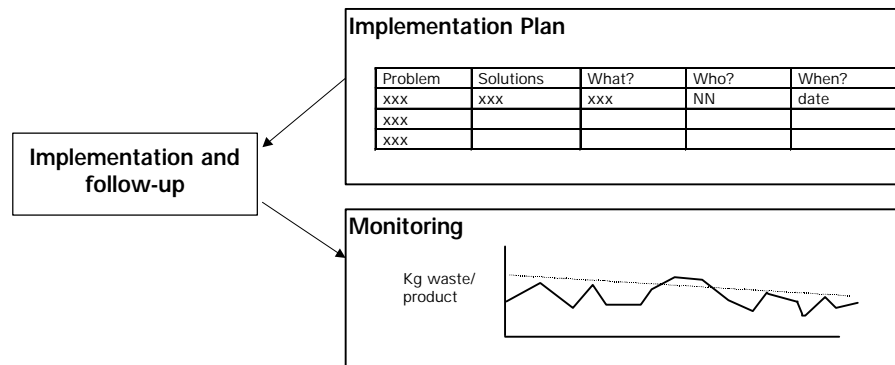 Implementation Plan
Problem Solutions What? Who? When?
xxx xxx xxx NN date
xxx
xxx
Implementation and
follow-up
Monitoring
Kg waste/
product